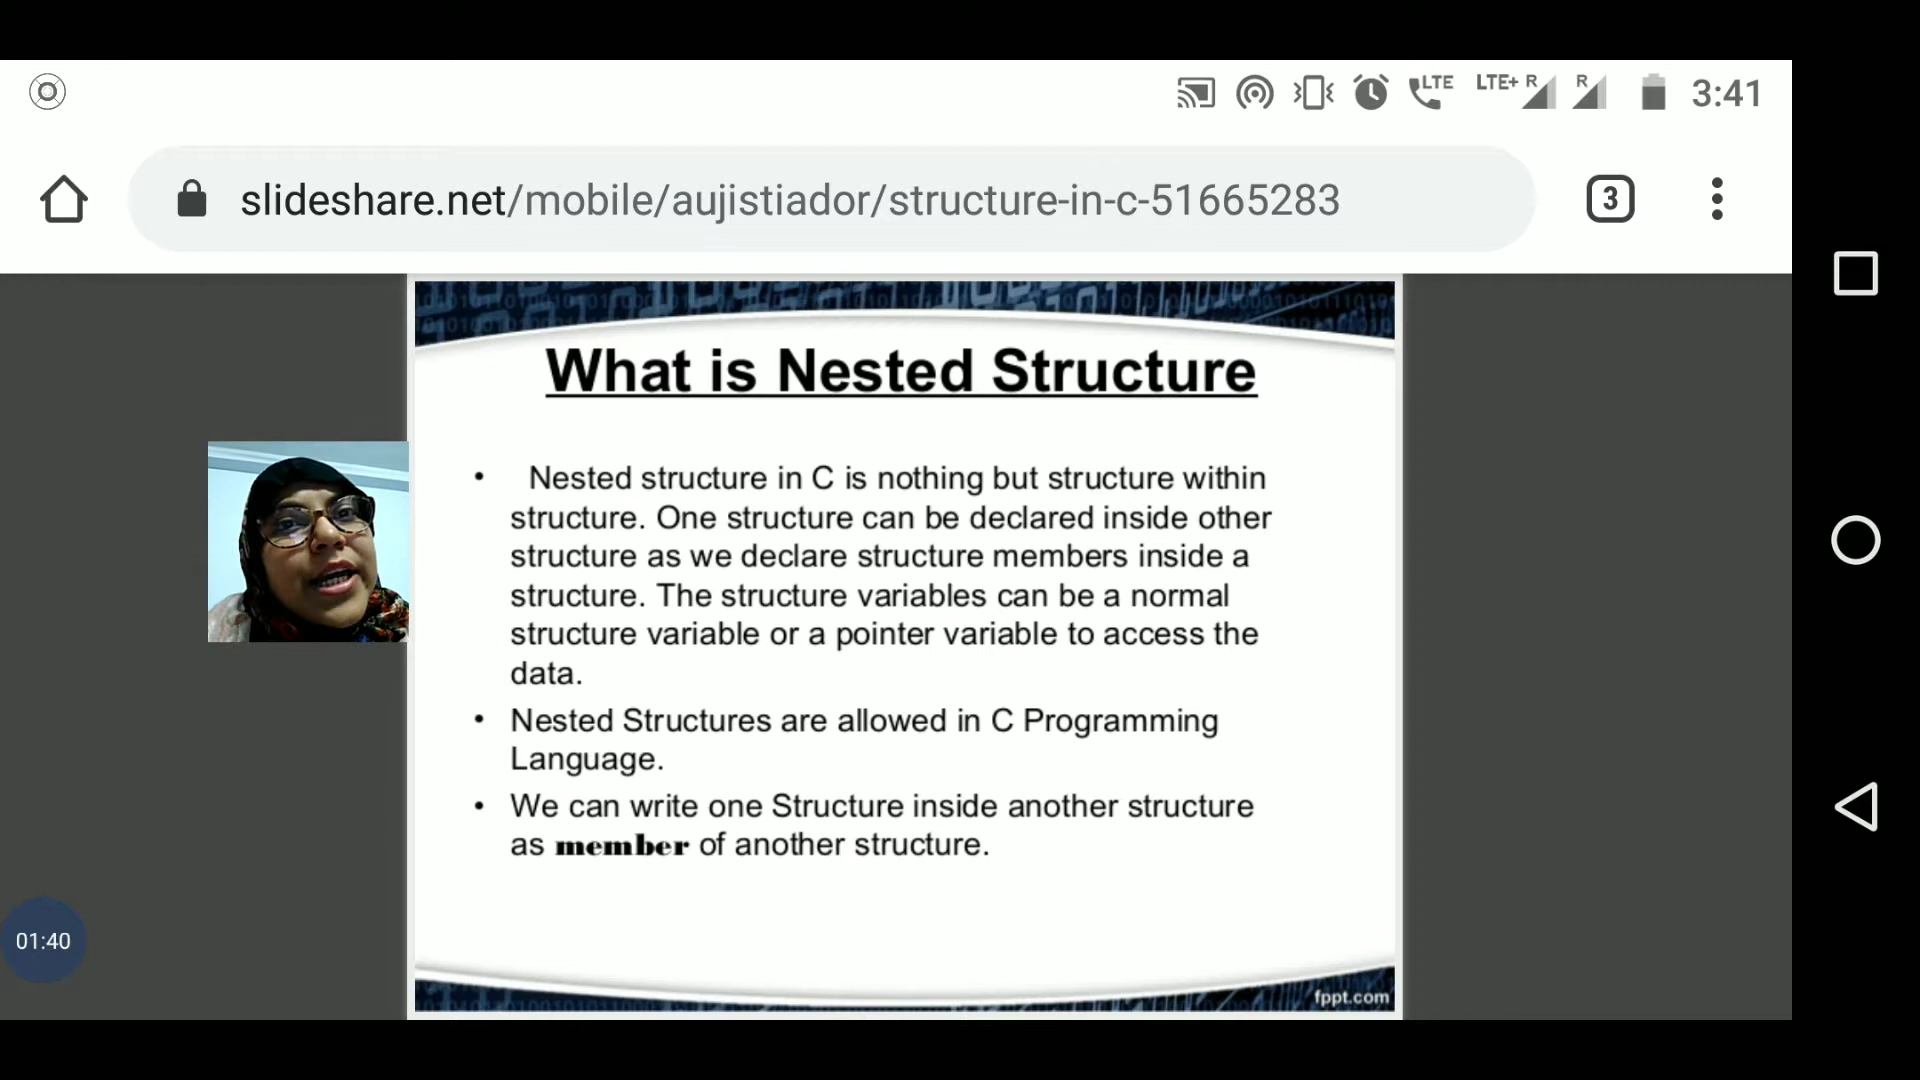 LTE LTE+ R R 3:41
slideshare.net/mobile/aujistiador/structure-in-c-51665283 3
What is Nested Structure
• Nested structure in C is nothing but structure within
structure. One structure can be declared inside other
structure as we declare structure members inside a
structure. The structure variables can be a normal
structure variable or a pointer variable to access the
data.
• Nested Structures are allowed in C Programming
Language.
• We can write one Structure inside another structure
as member of another structure.
01:40
fppt.com